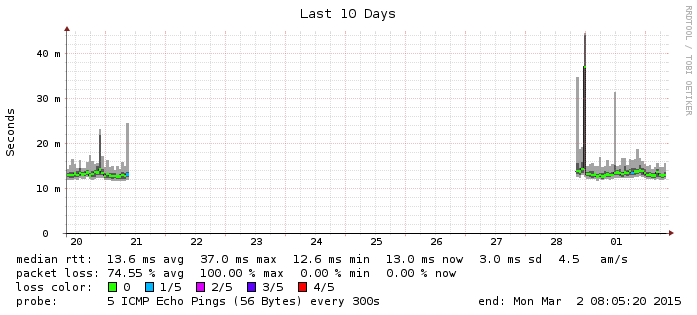 Last 10 Days
RRDTOOL / TOBI OETIKER
Seconds
40 m
30 m
20 m
10 m
0
20 21 22 23 24 25 26 27 28 01
median rtt: 13.6 ms avg 37.0 ms max 12.6 ms min 13.0 ms now 3.0 ms sd 4.5 am/s
packet loss: 74.55 % avg 100.00 % max 0.00 % min 0.00 % now
loss color: 0 1/5 2/5 3/5 4/5
probe: 5 ICMP Echo Pings (56 Bytes) every 300s end: Mon Mar 2 08:05:20 2015